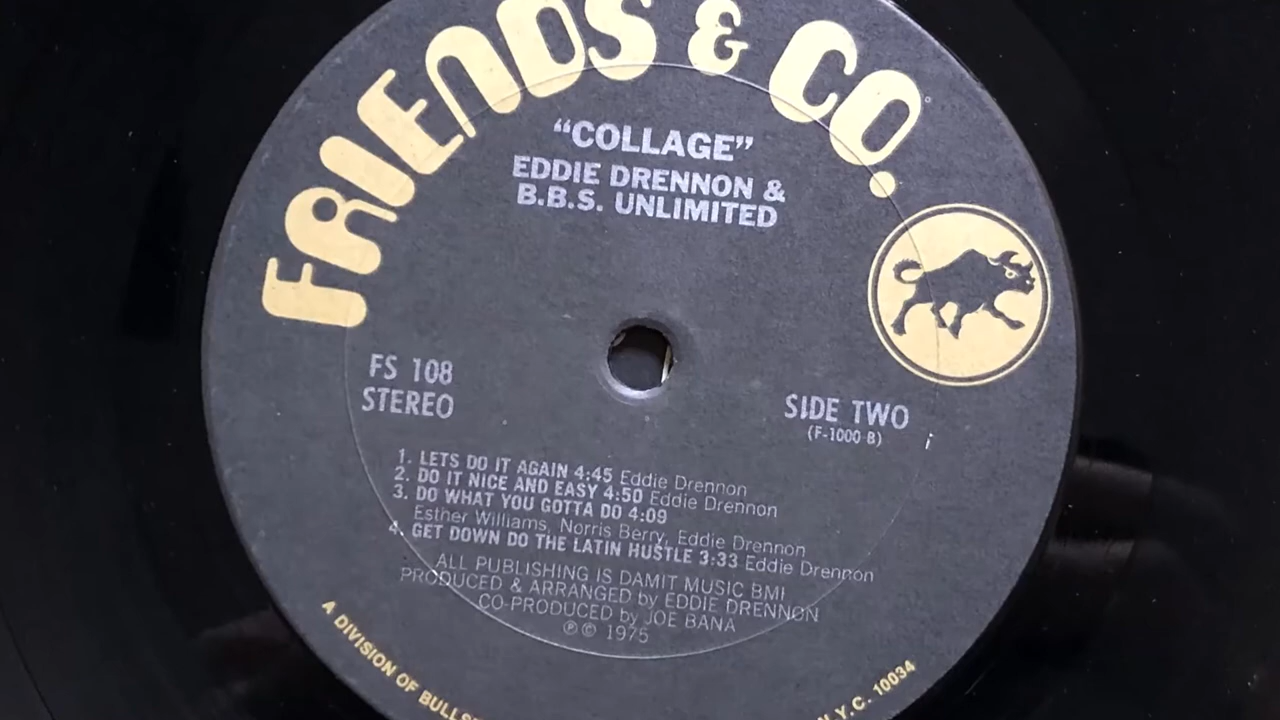 FRIENDS & CO.
"COLLAGE"
EDDIE DRENNON &
B.B.S. UNLIMITED
FS 108
STEREO
SIDE TWO
(F-1000-B)
1. LETS DO IT AGAIN 4:45 Eddie Drennon
2. DO IT NICE AND EASY 4:50 Eddie Drennon
3. DO WHAT YOU GOTTA DO 4:09
Esther Williams, Norris Berry, Eddie Drennon
4. GET DOWN DO THE LATIN HUSTLE 3:33 Eddie Drennon
ALL PUBLISHING IS DAMIT MUSIC BMI
PRODUCED & ARRANGED by EDDIE DRENNON
CO-PRODUCED by JOE BANA
℗© 1975
A DIVISION OF
N.Y.C. 10034